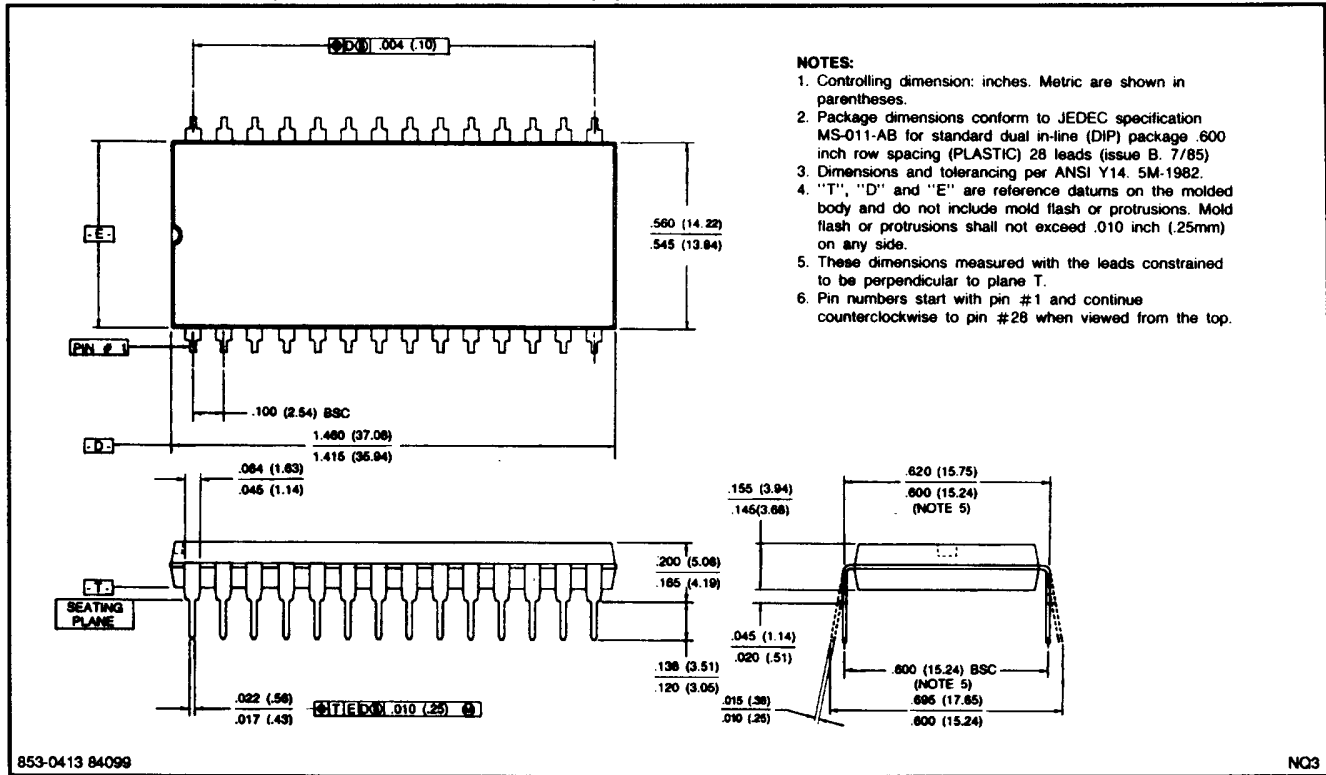 ⌖ D Ⓢ .004 (.10)
NOTES:
1. Controlling dimension: inches. Metric are shown in
parentheses.
2. Package dimensions conform to JEDEC specification
MS-011-AB for standard dual in-line (DIP) package .600
inch row spacing (PLASTIC) 28 leads (issue B. 7/85)
3. Dimensions and tolerancing per ANSI Y14. 5M-1982.
4. "T", "D" and "E" are reference datums on the molded
body and do not include mold flash or protrusions. Mold
flash or protrusions shall not exceed .010 inch (.25mm)
on any side.
5. These dimensions measured with the leads constrained
to be perpendicular to plane T.
6. Pin numbers start with pin #1 and continue
counterclockwise to pin #28 when viewed from the top.
- E -
.560 (14.22)
.545 (13.84)
PIN # 1
.100 (2.54) BSC
- D -
1.460 (37.08)
1.415 (35.94)
.064 (1.63)
.045 (1.14)
- T -
SEATING
PLANE
.200 (5.08)
.165 (4.19)
.138 (3.51)
.120 (3.05)
.022 (.56)
.017 (.43)
⌖ T E D Ⓢ .010 (.25) Ⓜ
.155 (3.94)
.145(3.68)
.620 (15.75)
.600 (15.24)
(NOTE 5)
.045 (1.14)
.020 (.51)
.600 (15.24) BSC
(NOTE 5)
.695 (17.65)
.600 (15.24)
.015 (.38)
.010 (.25)
853-0413 84099
NQ3